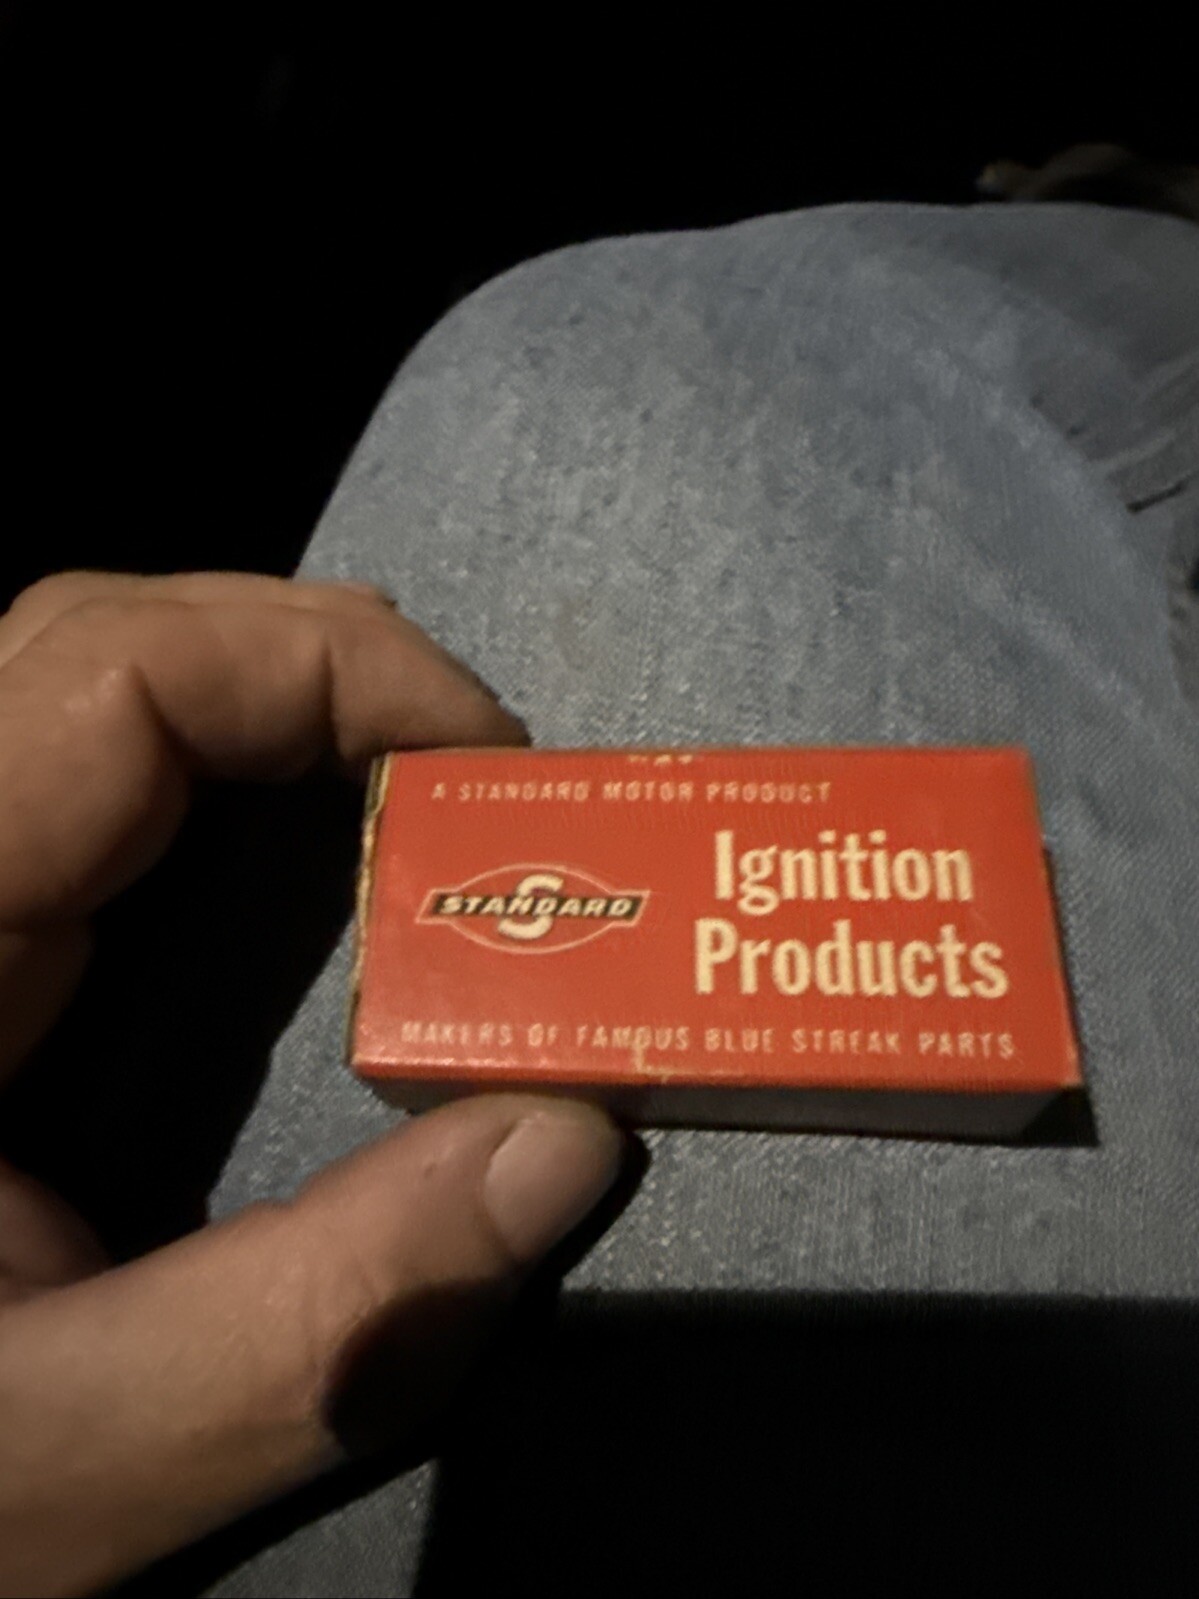 A STANDARD MOTOR PRODUCT
S
STANDARD
Ignition
Products
MAKERS OF FAMOUS BLUE STREAK PARTS